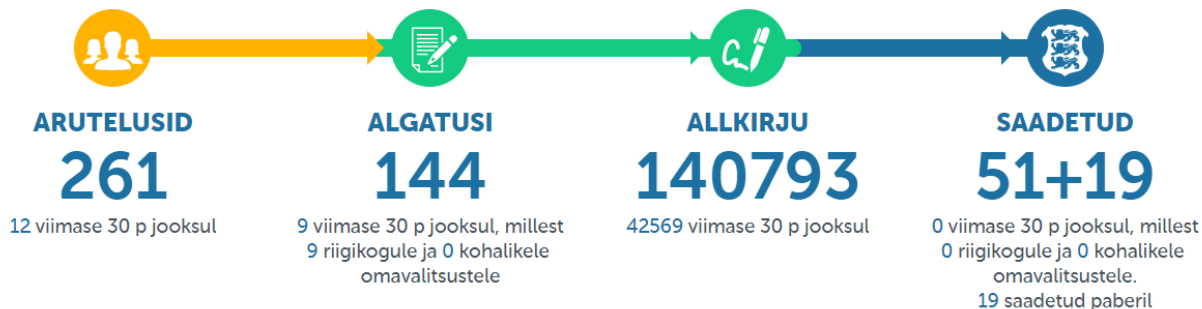 ARUTELUSID
261
12 viimase 30 p jooksul
ALGATUSI
144
9 viimase 30 p jooksul, millest
9 riigikogule ja 0 kohalikele
omavalitsustele
ALLKIRJU
140793
42569 viimase 30 p jooksul
SAADETUD
51+19
0 viimase 30 p jooksul, millest
0 riigikogule ja 0 kohalikele
omavalitsustele.
19 saadetud paberil